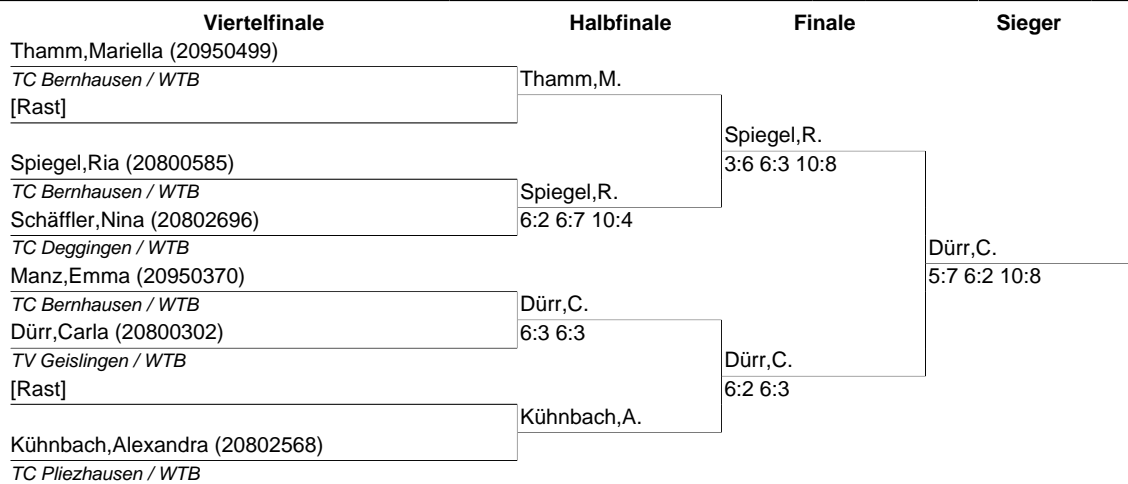 Viertelfinale Halbfinale Finale Sieger
Thamm,Mariella (20950499)
TC Bernhausen / WTB Thamm,M.
[Rast]
Spiegel,R.
Spiegel,Ria (20800585) 3:6 6:3 10:8
TC Bernhausen / WTB Spiegel,R.
Schäffler,Nina (20802696) 6:2 6:7 10:4
TC Deggingen / WTB Dürr,C.
Manz,Emma (20950370) 5:7 6:2 10:8
TC Bernhausen / WTB Dürr,C.
Dürr,Carla (20800302) 6:3 6:3
TV Geislingen / WTB Dürr,C.
[Rast] 6:2 6:3
Kühnbach,A.
Kühnbach,Alexandra (20802568)
TC Pliezhausen / WTB